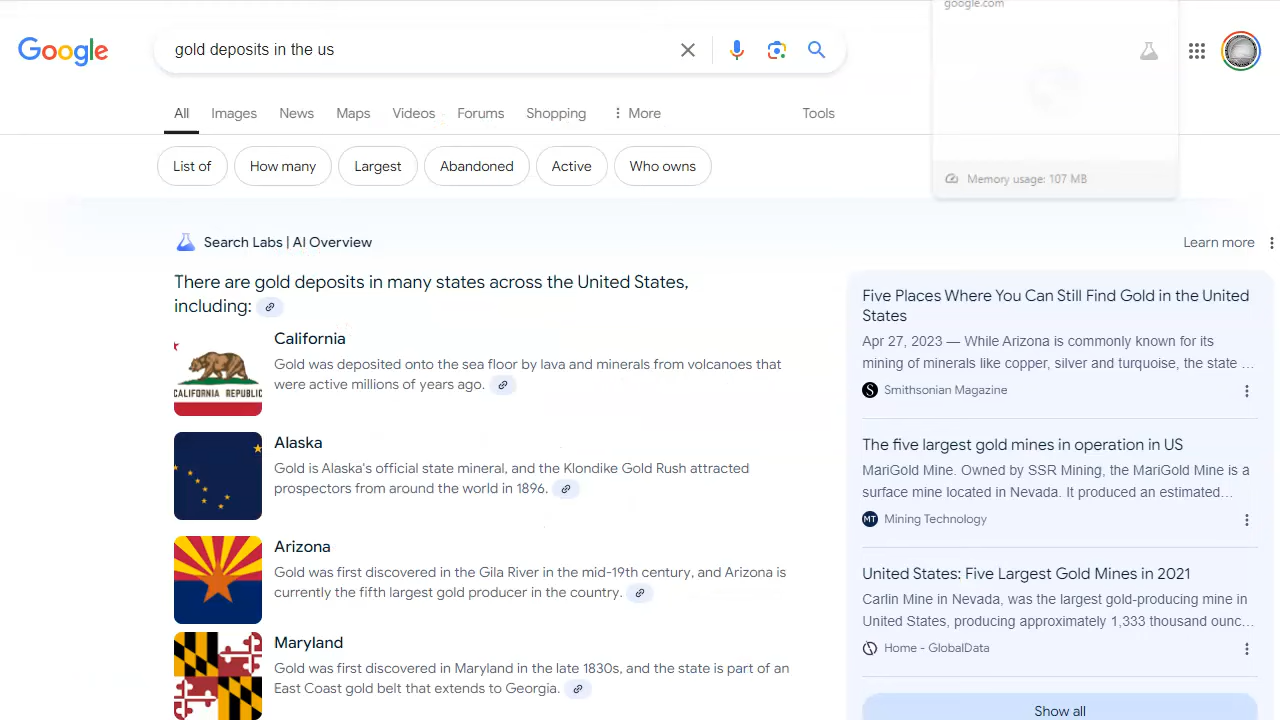 google.com
Google
gold deposits in the us
All Images News Maps Videos Forums Shopping More Tools
List of How many Largest Abandoned Active Who owns
Memory usage: 107 MB
Search Labs | AI Overview
Learn more
There are gold deposits in many states across the United States,
including:
California
Gold was deposited onto the sea floor by lava and minerals from volcanoes that
were active millions of years ago.
CALIFORNIA REPUBLIC
Alaska
Gold is Alaska's official state mineral, and the Klondike Gold Rush attracted
prospectors from around the world in 1896.
Arizona
Gold was first discovered in the Gila River in the mid-19th century, and Arizona is
currently the fifth largest gold producer in the country.
Maryland
Gold was first discovered in Maryland in the late 1830s, and the state is part of an
East Coast gold belt that extends to Georgia.
Five Places Where You Can Still Find Gold in the United
States
Apr 27, 2023 — While Arizona is commonly known for its
mining of minerals like copper, silver and turquoise, the state ...
S Smithsonian Magazine
The five largest gold mines in operation in US
MariGold Mine. Owned by SSR Mining, the MariGold Mine is a
surface mine located in Nevada. It produced an estimated...
MT Mining Technology
United States: Five Largest Gold Mines in 2021
Carlin Mine in Nevada, was the largest gold-producing mine in
United States, producing approximately 1,333 thousand ounc...
Home - GlobalData
Show all